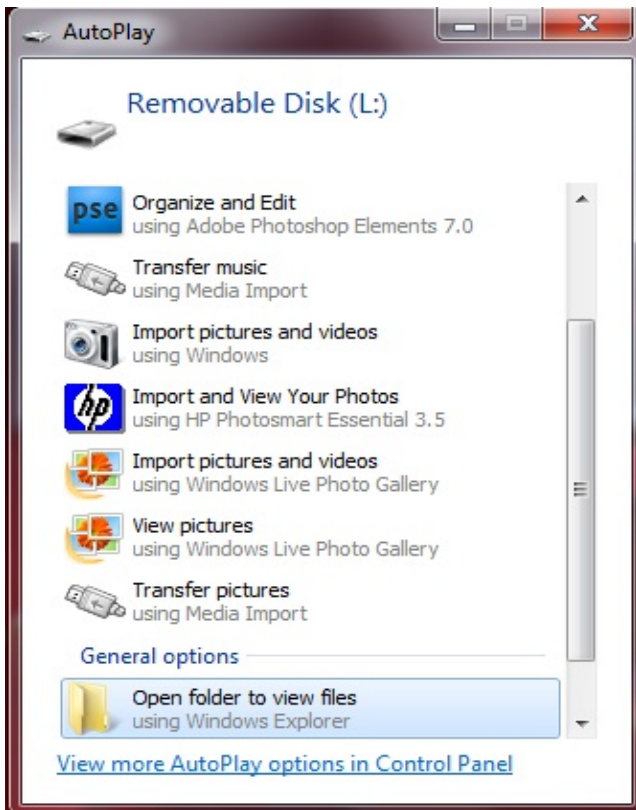 AutoPlay
Removable Disk (L:)
pse
Organize and Edit
using Adobe Photoshop Elements 7.0
Transfer music
using Media Import
Import pictures and videos
using Windows
hp
Import and View Your Photos
using HP Photosmart Essential 3.5
Import pictures and videos
using Windows Live Photo Gallery
View pictures
using Windows Live Photo Gallery
Transfer pictures
using Media Import
General options
Open folder to view files
using Windows Explorer
View more AutoPlay options in Control Panel